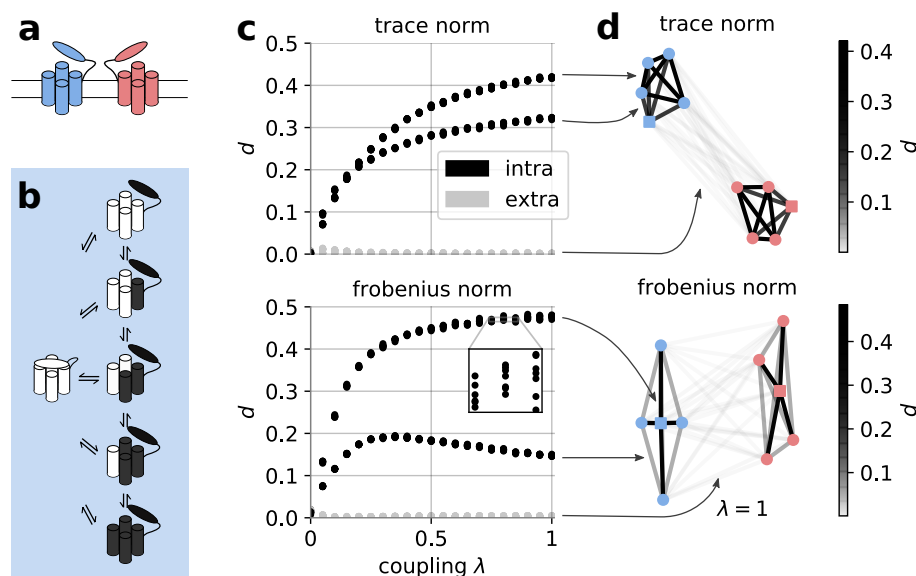 a
b
c
trace norm
0.5
0.4
0.3
0.2
0.1
0.0
d
intra
extra
frobenius norm
0.5
0.4
0.3
0.2
0.1
0.0
d
0
0.5
1
coupling λ
d
trace norm
0.4
0.3
0.2
0.1
d
frobenius norm
0.4
0.3
0.2
0.1
d
λ = 1